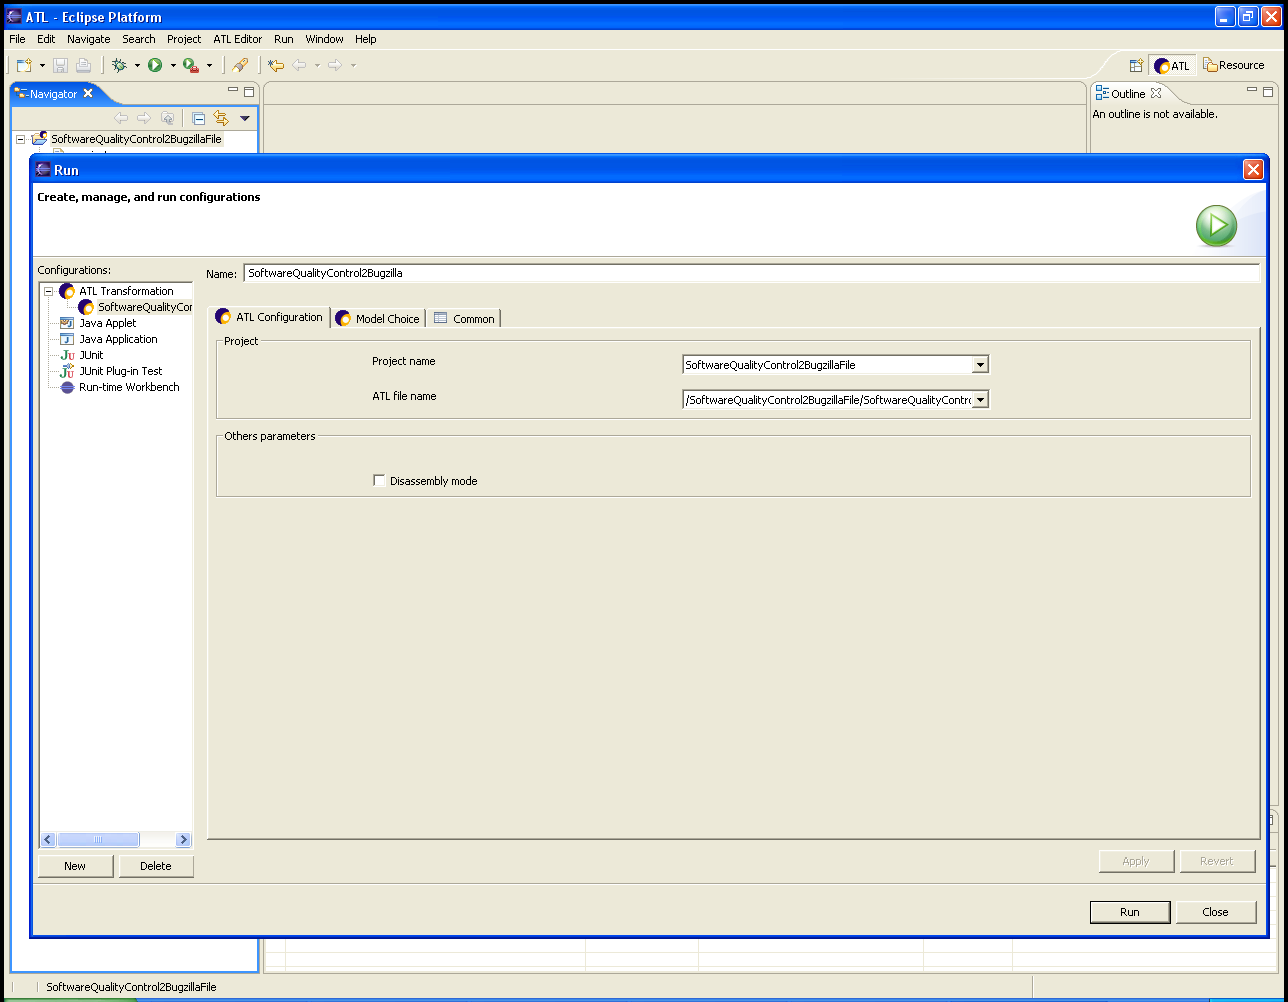 ATL - Eclipse Platform
File Edit Navigate Search Project ATL Editor Run Window Help
ATL Resource
Navigator
Outline
An outline is not available.
SoftwareQualityControl2BugzillaFile
Run
Create, manage, and run configurations
Configurations:
Name: SoftwareQualityControl2Bugzilla
ATL Transformation
SoftwareQualityCor
Java Applet
Java Application
JUnit
JUnit Plug-in Test
Run-time Workbench
ATL Configuration Model Choice Common
Project
Project name SoftwareQualityControl2BugzillaFile
ATL file name /SoftwareQualityControl2BugzillaFile/SoftwareQualityContro
Others parameters
Disassembly mode
New Delete
Apply Revert
Run Close
SoftwareQualityControl2BugzillaFile